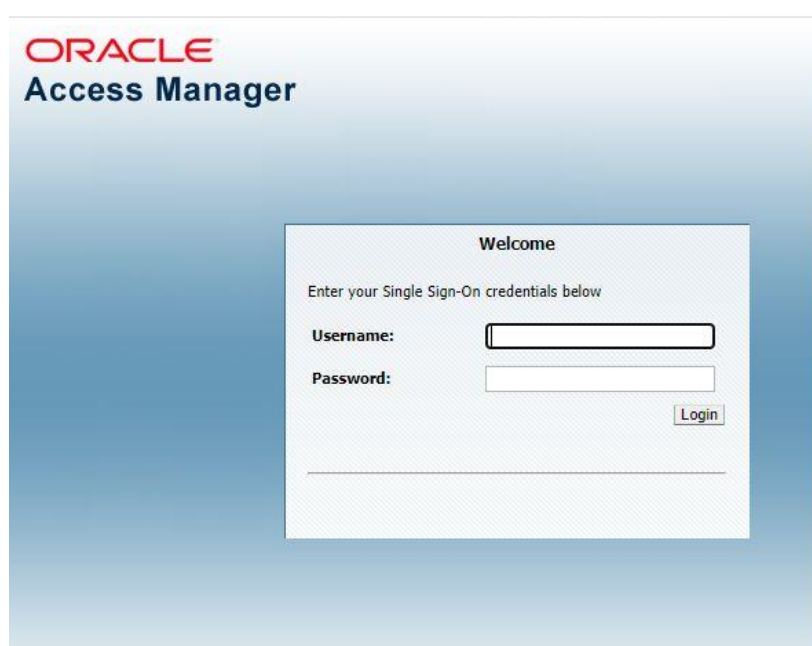 ORACLE
Access Manager
Welcome
Enter your Single Sign-On credentials below
Username:
Password:
Login